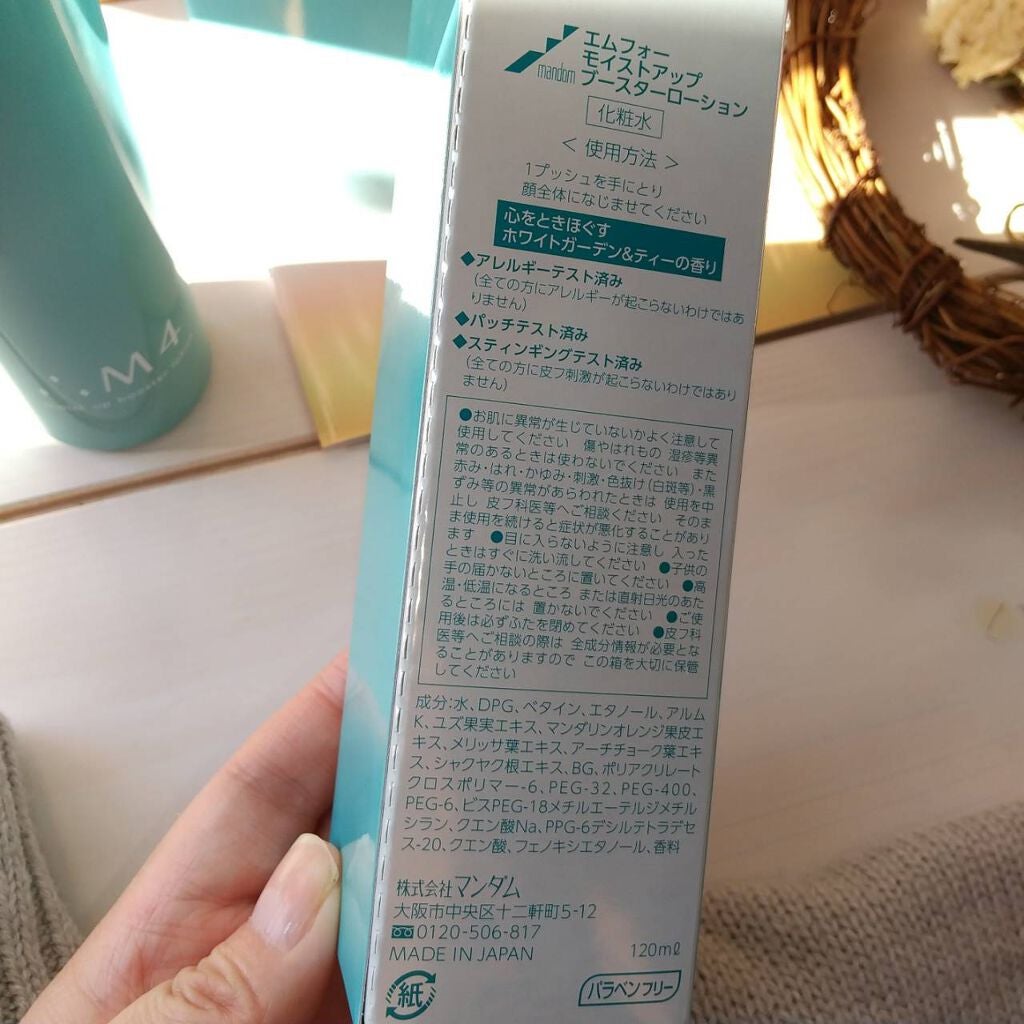 エムフォー
モイストアップ
mandom
ブースターローション
化粧水
＜ 使用方法 ＞
1プッシュを手にとり
顔全体になじませてください
心をときほぐす
ホワイトガーデン&ティーの香り
◆アレルギーテスト済み
(全ての方にアレルギーが起こらないわけではあ
りません)
◆パッチテスト済み
◆スティンギングテスト済み
(全ての方に皮フ刺激が起こらないわけではあり
ません)
●お肌に異常が生じていないかよく注意して
使用してください 傷やはれもの 湿疹等異
常のあるときは使わないでください また
赤み・はれ・かゆみ・刺激・色抜け(白斑等)・黒
ずみ等の異常があらわれたときは 使用を中
止し 皮フ科医等へご相談ください そのま
ま使用を続けると症状が悪化することがあり
ます ●目に入らないように注意し 入った
ときはすぐに洗い流してください ●子供の
手の届かないところに置いてください ●高
温・低温になるところ または直射日光のあた
るところには 置かないでください ●ご使
用後は必ずふたを閉めてください ●皮フ科
医等へご相談の際は 全成分情報が必要とな
ることがありますので この箱を大切に保管
してください
成分:水、DPG、ベタイン、エタノール、アルム
K、ユズ果実エキス、マンダリンオレンジ果皮エ
キス、メリッサ葉エキス、アーチチョーク葉エキ
ス、シャクヤク根エキス、BG、ポリアクリレート
クロスポリマー-6、PEG-32、PEG-400、
PEG-6、ビスPEG-18メチルエーテルジメチル
シラン、クエン酸Na、PPG-6デシルテトラデセ
ス-20、クエン酸、フェノキシエタノール、香料
株式会社マンダム
大阪市中央区十二軒町5-12
0120-506-817
MADE IN JAPAN
120mℓ
紙
パラベンフリー
M4